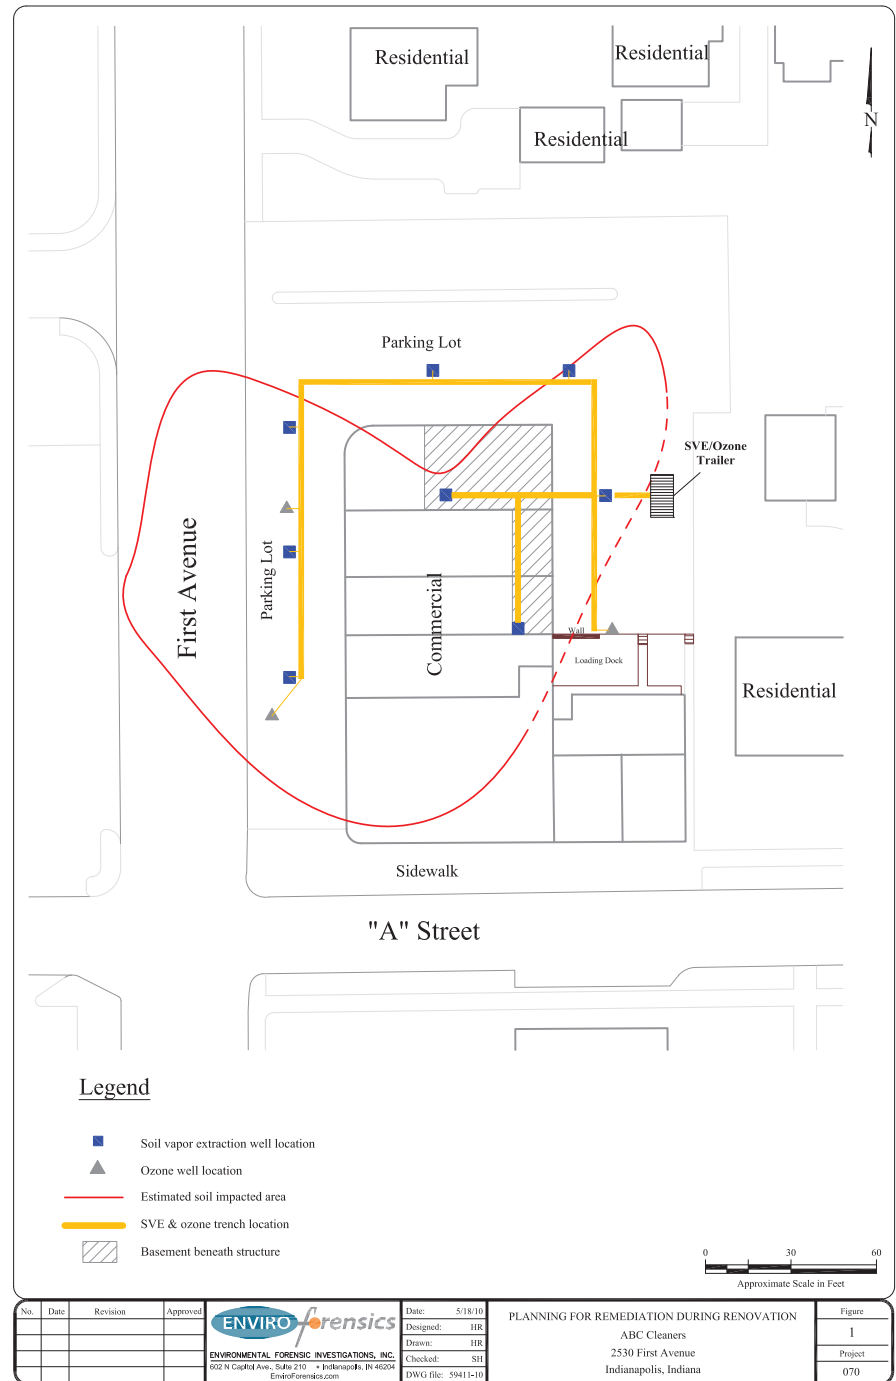 Residential
Residential
Residential
N
Parking Lot
SVE/Ozone
Trailer
First Avenue
Parking Lot
Commercial
Wall
Loading Dock
Residential
Sidewalk
"A" Street
Legend
Soil vapor extraction well location
Ozone well location
Estimated soil impacted area
SVE & ozone trench location
Basement beneath structure
0 30 60
Approximate Scale in Feet
No. Date Revision Approved
ENVIROforensics
ENVIRONMENTAL FORENSIC INVESTIGATIONS, INC.
602 N Capitol Ave., Suite 210 • Indianapolis, IN 46204
EnviroForensics.com
Date: 5/18/10
Designed: HR
Drawn: HR
Checked: SH
DWG file: 59411-10
PLANNING FOR REMEDIATION DURING RENOVATION
ABC Cleaners
2530 First Avenue
Indianapolis, Indiana
Figure
1
Project
070